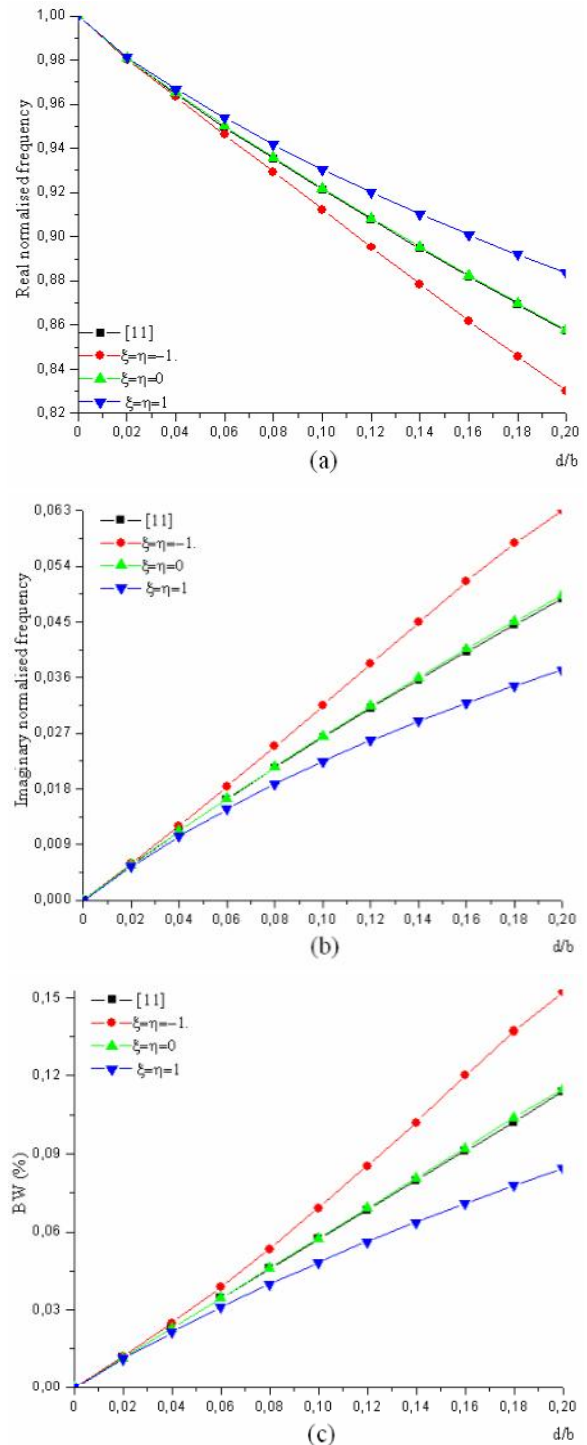 1,00
0,98
0,96
0,94
0,92
0,90
0,88
0,86
0,84
0,82
Real normalised frequency
[11]
ξ=η=-1.
ξ=η=0
ξ=η=1
0 0,02 0,04 0,06 0,08 0,10 0,12 0,14 0,16 0,18 0,20
(a)
d/b
0,063
0,054
0,045
0,036
0,027
0,018
0,009
0,000
Imaginary normalised frequency
[11]
ξ=η=-1.
ξ=η=0
ξ=η=1
0 0,02 0,04 0,06 0,08 0,10 0,12 0,14 0,16 0,18 0,20
(b)
d/b
0,15
0,12
0,09
0,06
0,03
0,00
BW (%)
[11]
ξ=η=-1.
ξ=η=0
ξ=η=1
0 0,02 0,04 0,06 0,08 0,10 0,12 0,14 0,16 0,18 0,20
(c)
d/b